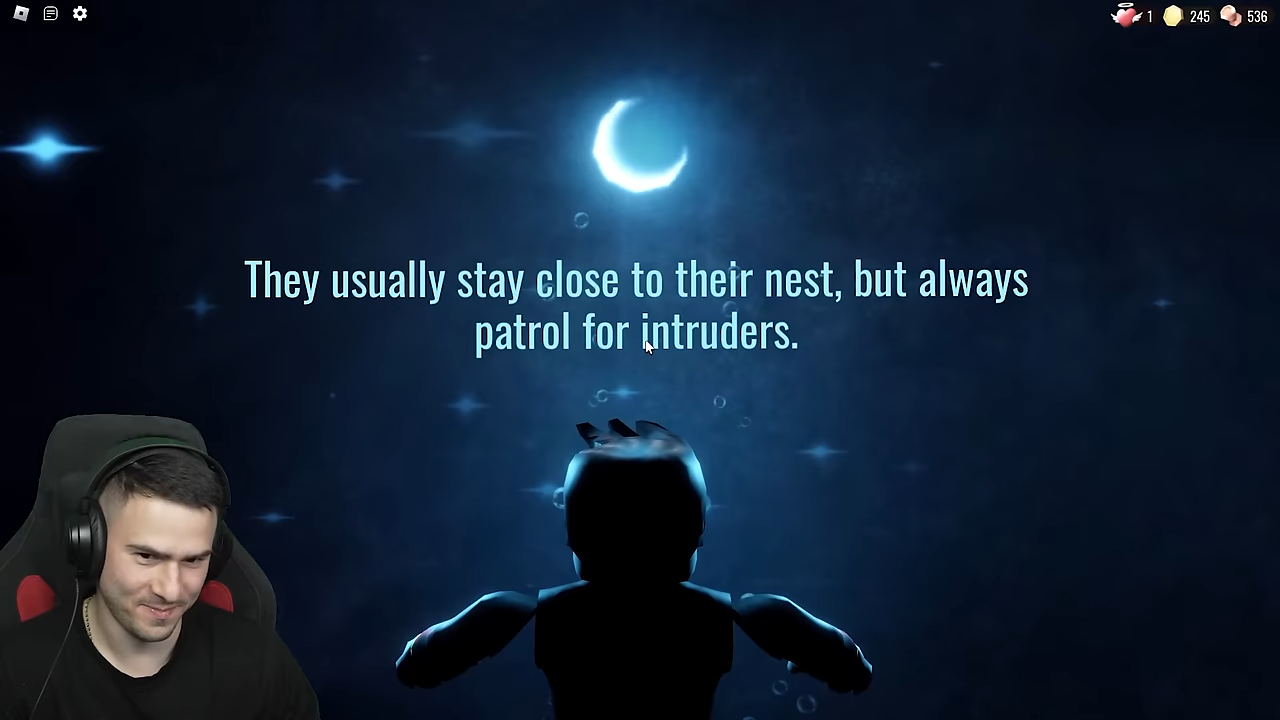 1 245 536
They usually stay close to their nest, but always
patrol for intruders.